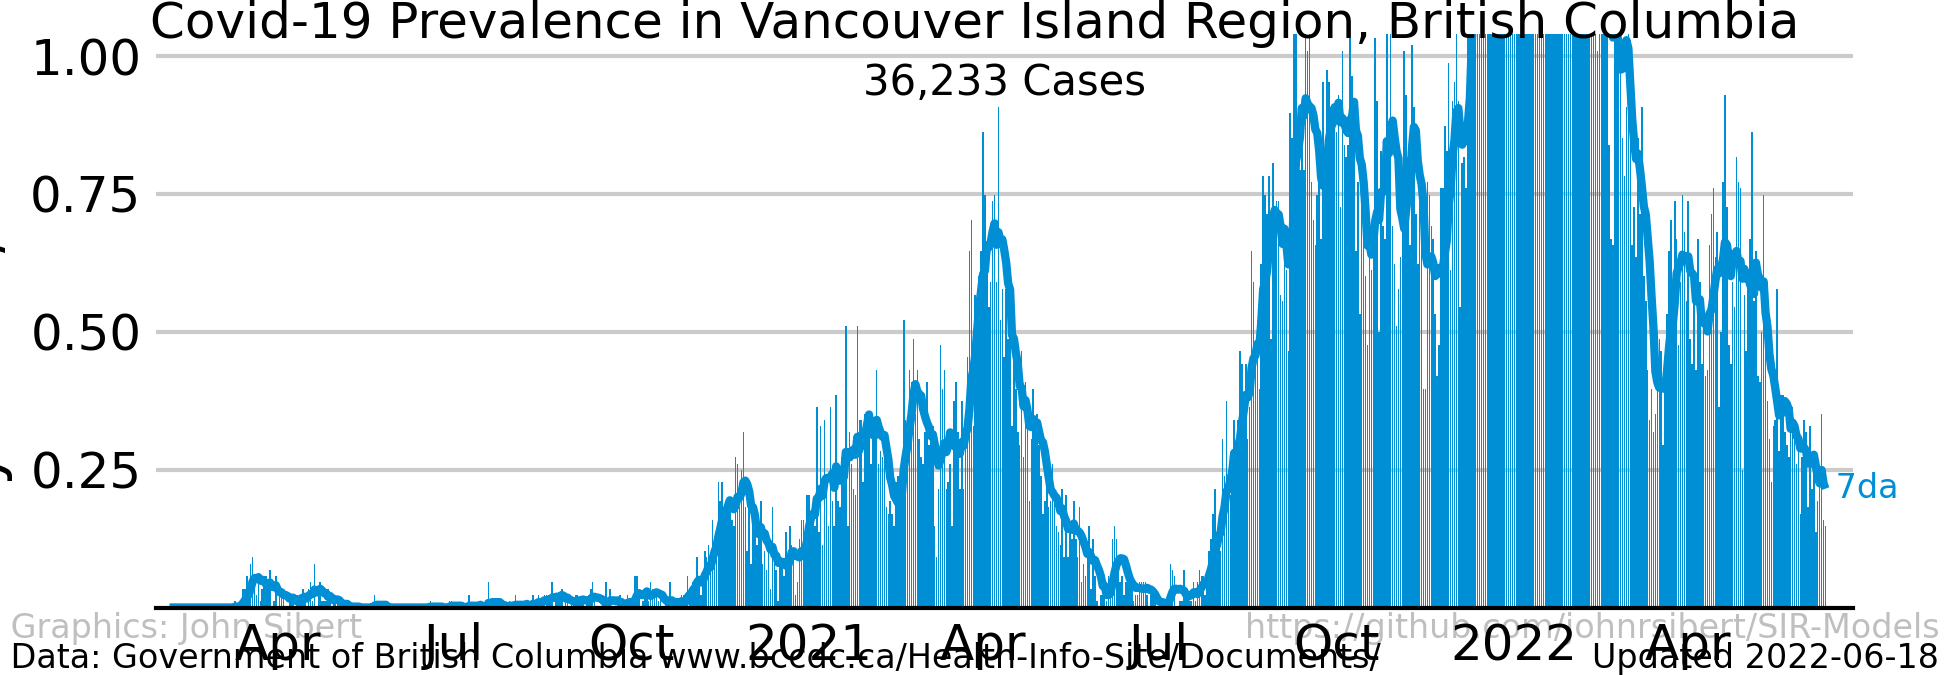 Covid-19 Prevalence in Vancouver Island Region, British Columbia
36,233 Cases
1.00
0.75
0.50
0.25
7da
Graphics: John Sibert
https://github.com/johnrsibert/SIR-Models
Apr Jul Oct 2021 Apr Jul Oct 2022 Apr
Data: Government of British Columbia www.bccdc.ca/Health-Info-Site/Documents/
Updated 2022-06-18